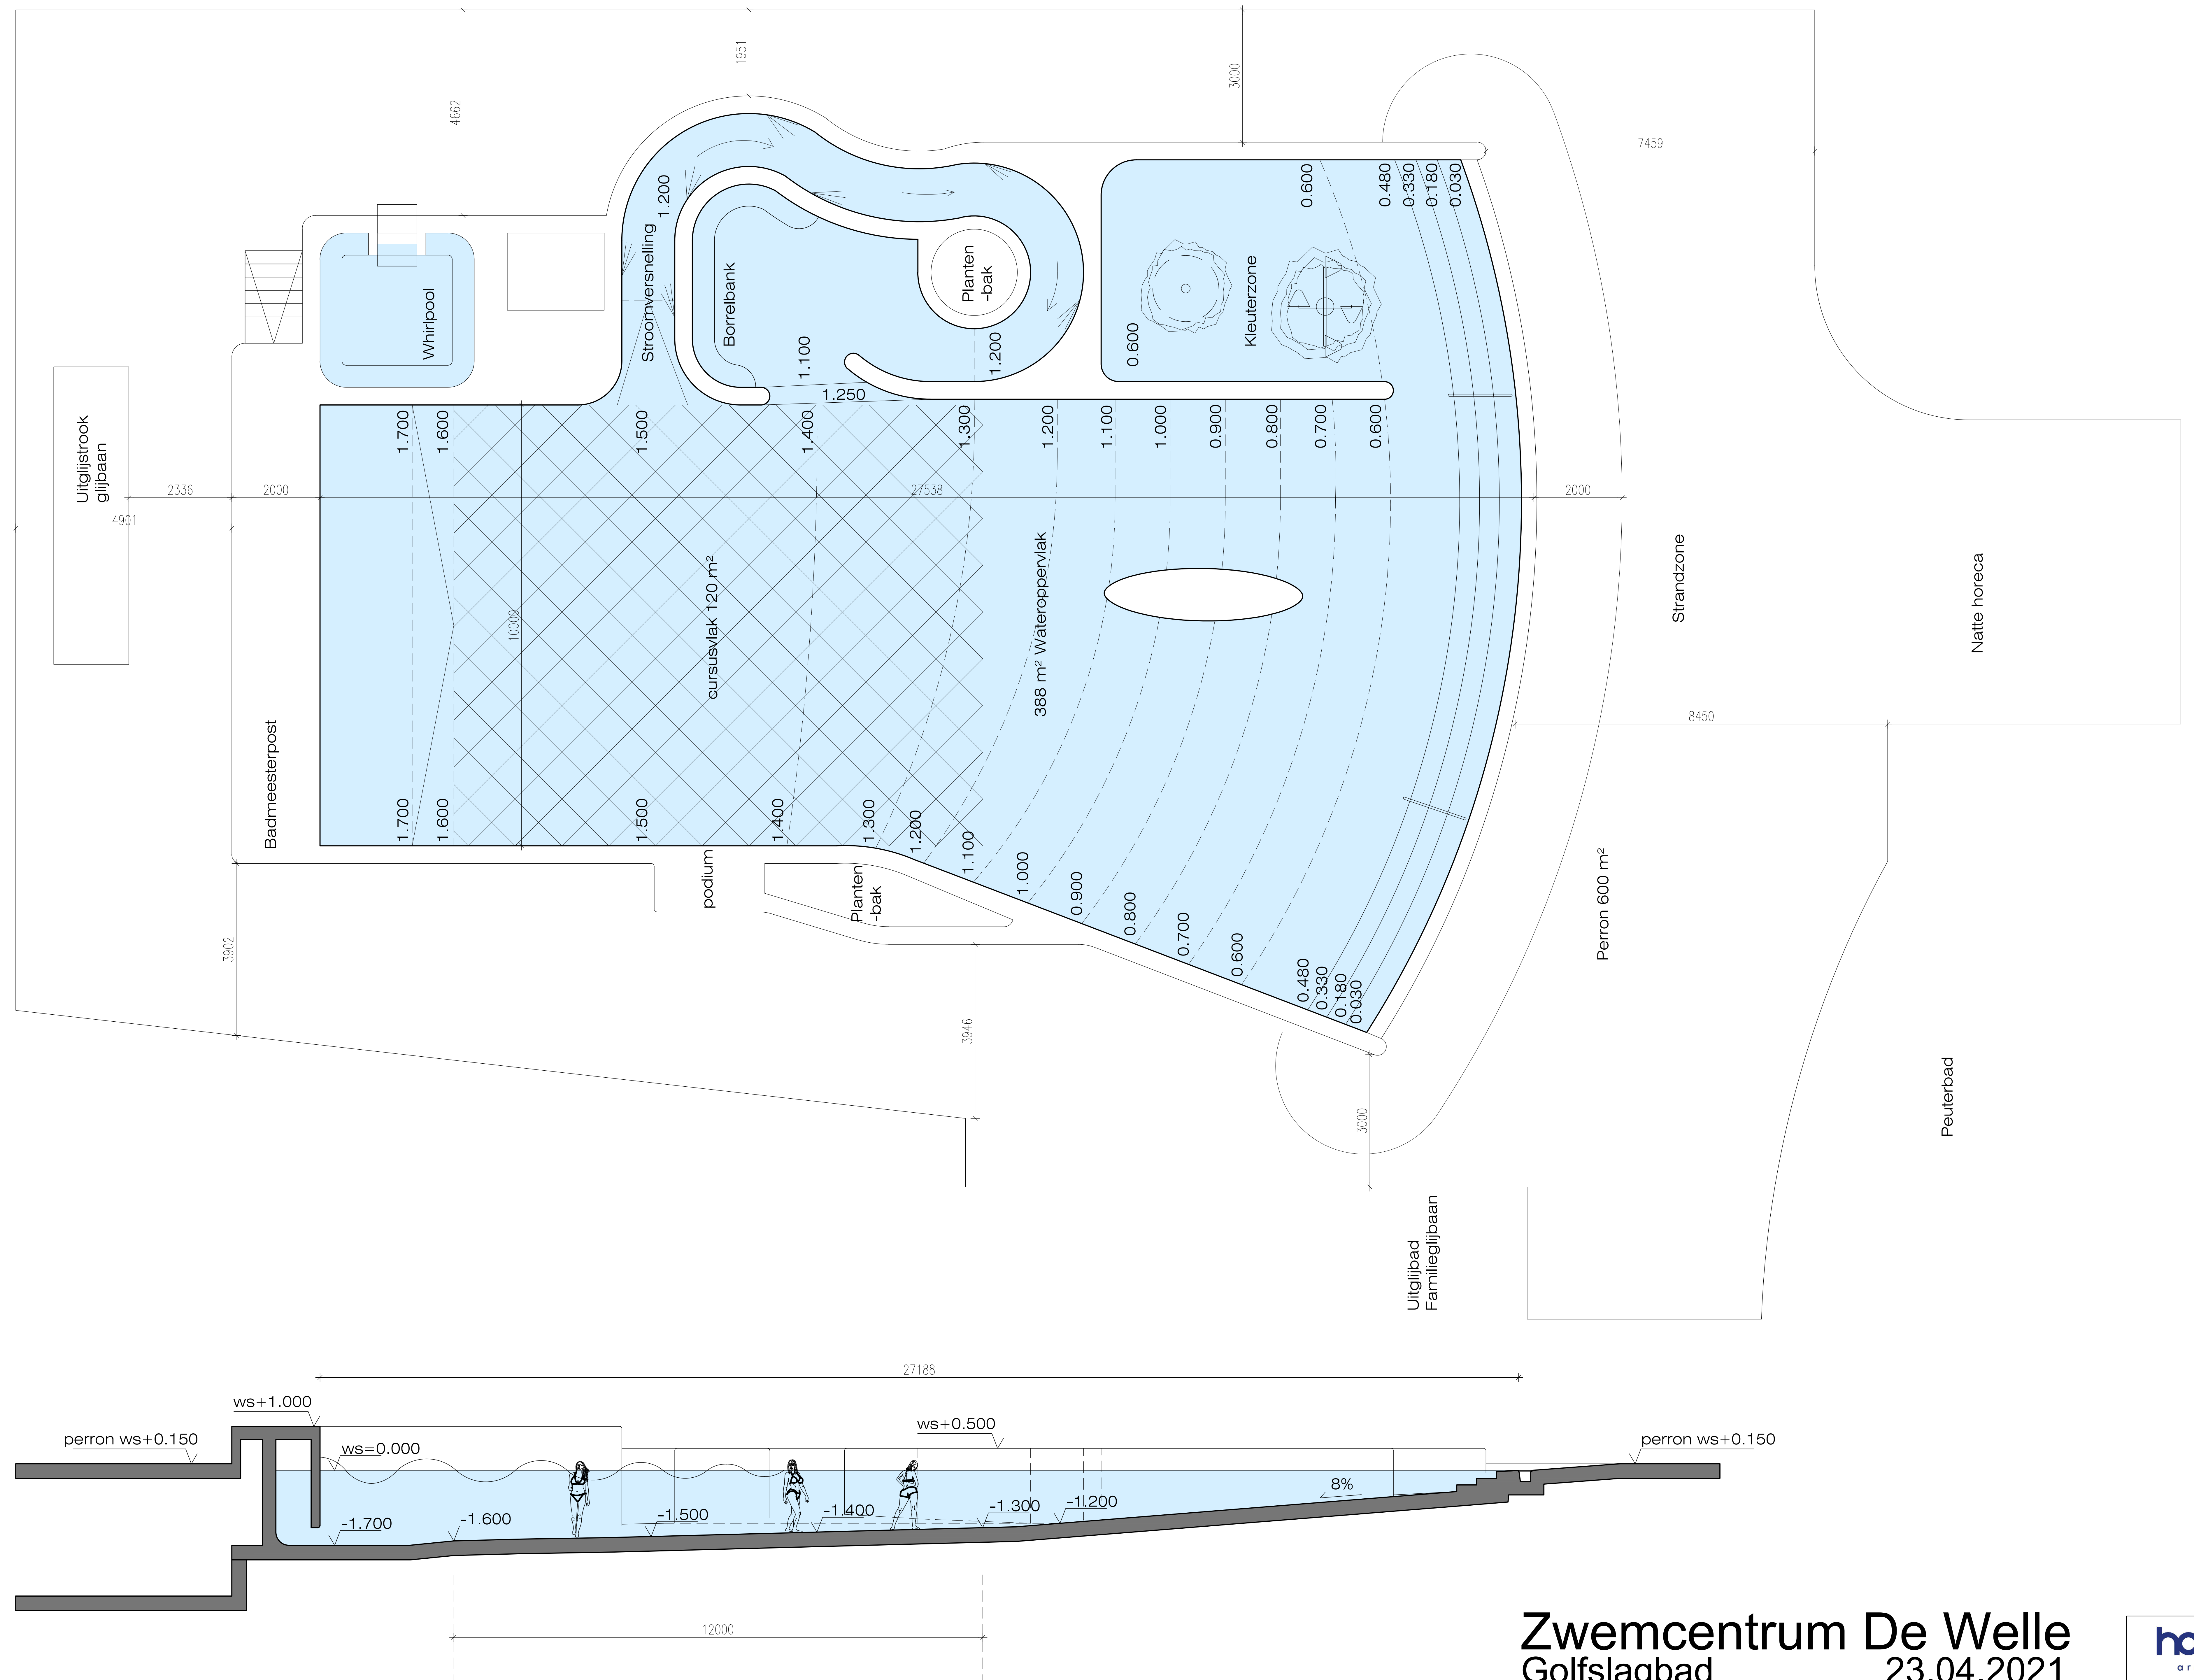 1951
3000
4662
7459
1.200
Stroomversnelling
Borrelbank
Planten
-bak
Kleuterzone
0.600
0.480
0.330
0.180
0.030
Whirlpool
0.600
1.100
1.200
1.250
Uitglijstrook
glijbaan
1.700
1.600
1.500
1.400
1.300
1.200
1.100
1.000
0.900
0.800
0.700
0.600
2336
2000
27538
2000
4901
10000
cursusvlak 120 m²
388 m² Wateroppervlak
Strandzone
Natte horeca
8450
Badmeesterpost
1.700
1.600
1.500
1.400
1.300
1.200
1.100
1.000
0.900
0.800
0.700
0.600
0.480
0.330
0.180
0.030
podium
Planten
-bak
Perron 600 m²
3902
3946
3000
Peuterbad
Uitglijbad
Familieglijbaan
27188
ws+1.000
perron ws+0.150
ws=0.000
ws+0.500
perron ws+0.150
8%
-1.700
-1.600
-1.500
-1.400
-1.300
-1.200
12000
Zwemcentrum De Welle
Golfslagbad 23.04.2021